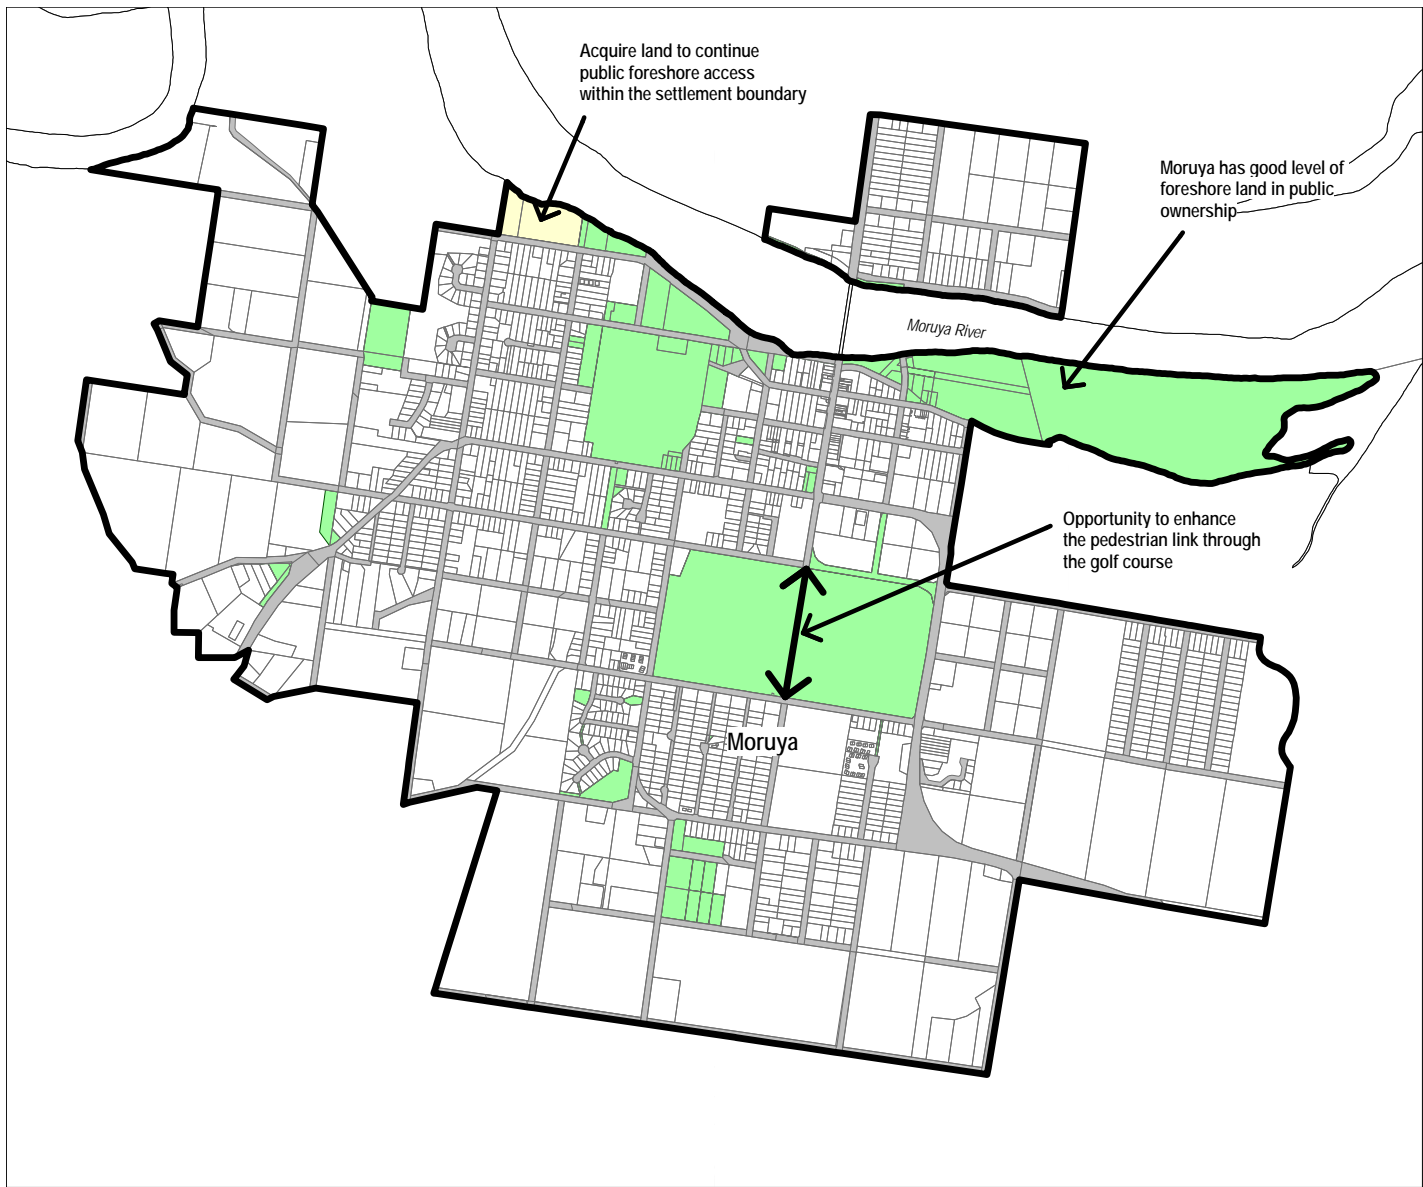 Acquire land to continue
public foreshore access
within the settlement boundary
Moruya has good level of
foreshore land in public
ownership
Moruya River
Opportunity to enhance
the pedestrian link through
the golf course
Moruya